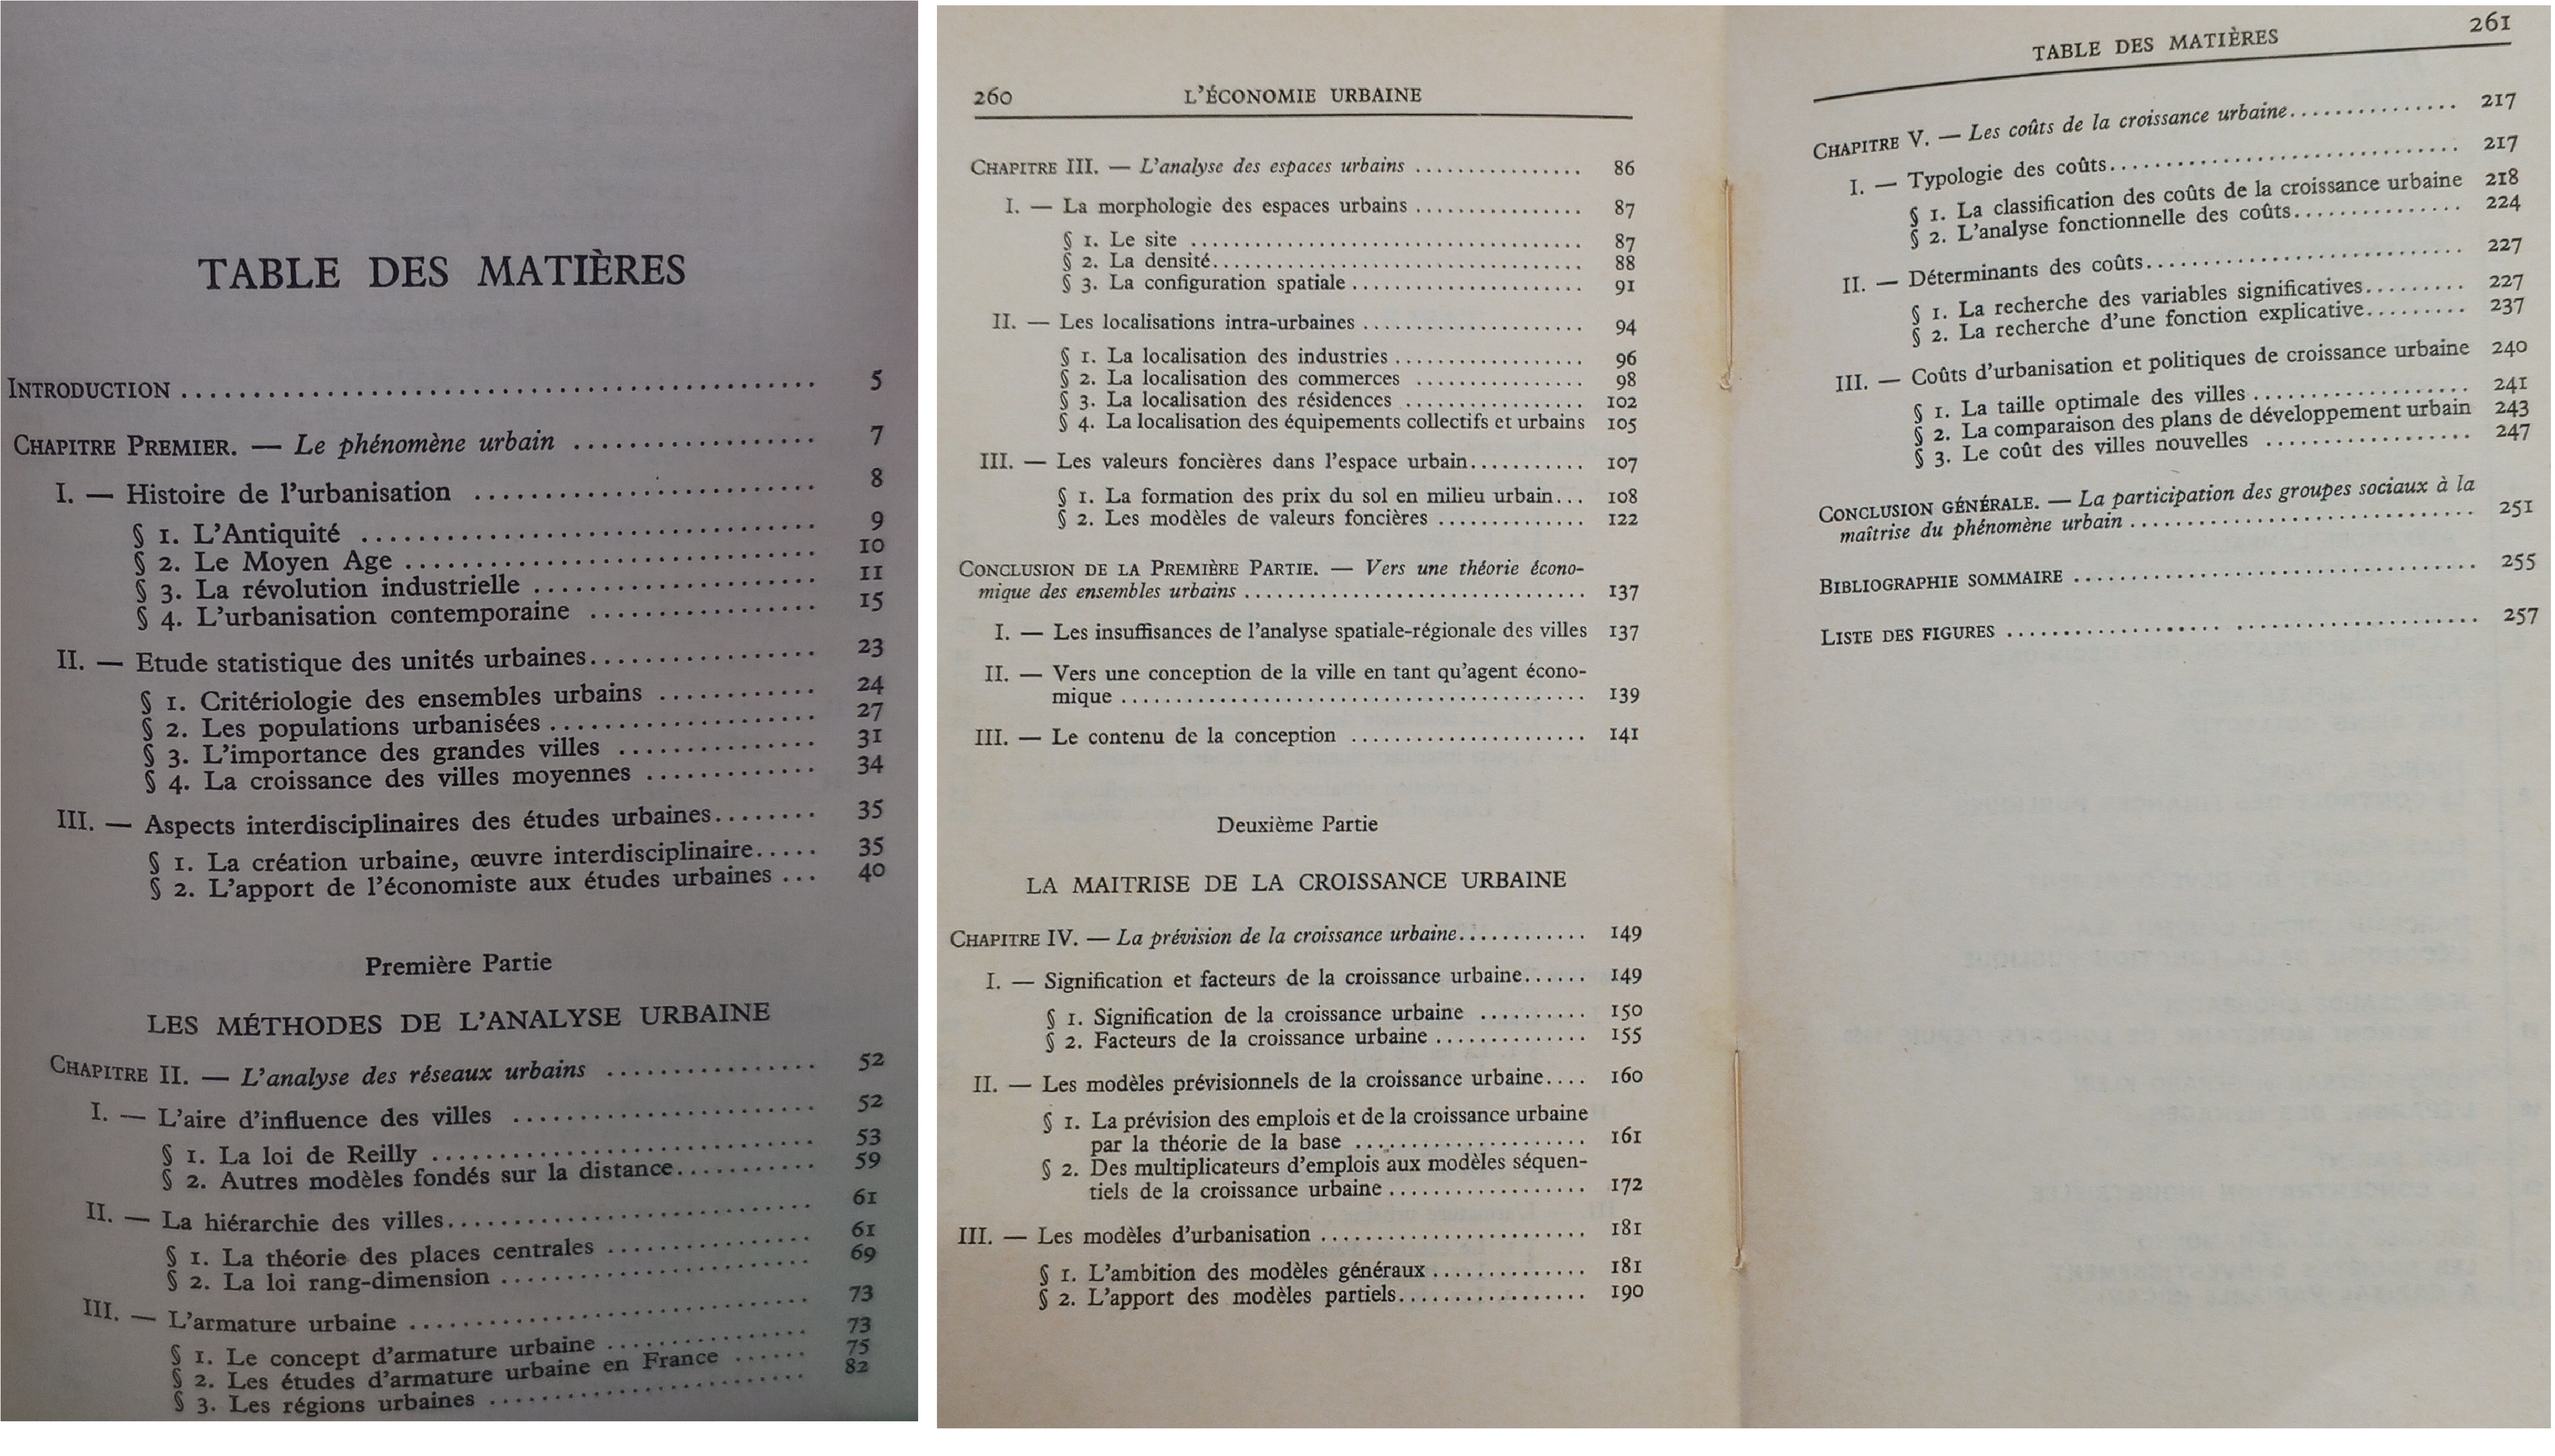 TABLE DES MATIÈRES
INTRODUCTION ........................................ 5
CHAPITRE PREMIER. — Le phénomène urbain ................. 7
I. — Histoire de l'urbanisation ........................ 8
§ 1. L'Antiquité ........................ 9
§ 2. Le Moyen Age ........................ 10
§ 3. La révolution industrielle .................... 11
§ 4. L'urbanisation contemporaine ................ 15
II. — Etude statistique des unités urbaines................ 23
§ 1. Critériologie des ensembles urbains ............ 24
§ 2. Les populations urbanisées .................... 27
§ 3. L'importance des grandes villes .............. 31
§ 4. La croissance des villes moyennes ............ 34
III. — Aspects interdisciplinaires des études urbaines........ 35
§ 1. La création urbaine, œuvre interdisciplinaire..... 35
§ 2. L'apport de l'économiste aux études urbaines ... 40
Première Partie
LES MÉTHODES DE L'ANALYSE URBAINE
CHAPITRE II. — L'analyse des réseaux urbains ................ 52
I. — L'aire d'influence des villes ........................ 52
§ 1. La loi de Reilly ........................ 53
§ 2. Autres modèles fondés sur la distance........... 59
II. — La hiérarchie des villes............................ 61
§ 1. La théorie des places centrales ................ 61
§ 2. La loi rang-dimension ........................ 69
III. — L'armature urbaine ............................ 73
§ 1. Le concept d'armature urbaine ................ 73
§ 2. Les études d'armature urbaine en France ...... 75
§ 3. Les régions urbaines ........................ 82
260 L'ÉCONOMIE URBAINE
CHAPITRE III. — L'analyse des espaces urbains ................ 86
I. — La morphologie des espaces urbains ................ 87
§ 1. Le site .................................... 87
§ 2. La densité.................................. 88
§ 3. La configuration spatiale...................... 91
II. — Les localisations intra-urbaines ..................... 94
§ 1. La localisation des industries.................. 96
§ 2. La localisation des commerces ................ 98
§ 3. La localisation des résidences ................. 102
§ 4. La localisation des équipements collectifs et urbains 105
III. — Les valeurs foncières dans l'espace urbain........... 107
§ 1. La formation des prix du sol en milieu urbain... 108
§ 2. Les modèles de valeurs foncières .............. 122
CONCLUSION DE LA PREMIÈRE PARTIE. — Vers une théorie écono-
mique des ensembles urbains ................................ 137
I. — Les insuffisances de l'analyse spatiale-régionale des villes 137
II. — Vers une conception de la ville en tant qu'agent écono-
mique ............................................ 139
III. — Le contenu de la conception ...................... 141
Deuxième Partie
LA MAITRISE DE LA CROISSANCE URBAINE
CHAPITRE IV. — La prévision de la croissance urbaine............ 149
I. — Signification et facteurs de la croissance urbaine...... 149
§ 1. Signification de la croissance urbaine .......... 150
§ 2. Facteurs de la croissance urbaine .............. 155
II. — Les modèles prévisionnels de la croissance urbaine.... 160
§ 1. La prévision des emplois et de la croissance urbaine
par la théorie de la base ...................... 161
§ 2. Des multiplicateurs d'emplois aux modèles séquen-
tiels de la croissance urbaine .................. 172
III. — Les modèles d'urbanisation ......................... 181
§ 1. L'ambition des modèles généraux .............. 181
§ 2. L'apport des modèles partiels.................. 190
TABLE DES MATIÈRES 261
CHAPITRE V. — Les coûts de la croissance urbaine............... 217
I. — Typologie des coûts.............................. 217
§ 1. La classification des coûts de la croissance urbaine 218
§ 2. L'analyse fonctionnelle des coûts............... 224
II. — Déterminants des coûts........................... 227
§ 1. La recherche des variables significatives......... 227
§ 2. La recherche d'une fonction explicative......... 237
III. — Coûts d'urbanisation et politiques de croissance urbaine 240
§ 1. La taille optimale des villes ................... 241
§ 2. La comparaison des plans de développement urbain 243
§ 3. Le coût des villes nouvelles .................. 247
CONCLUSION GÉNÉRALE. — La participation des groupes sociaux à la
maîtrise du phénomène urbain .............................. 251
BIBLIOGRAPHIE SOMMAIRE ................................... 255
LISTE DES FIGURES .......................................... 257